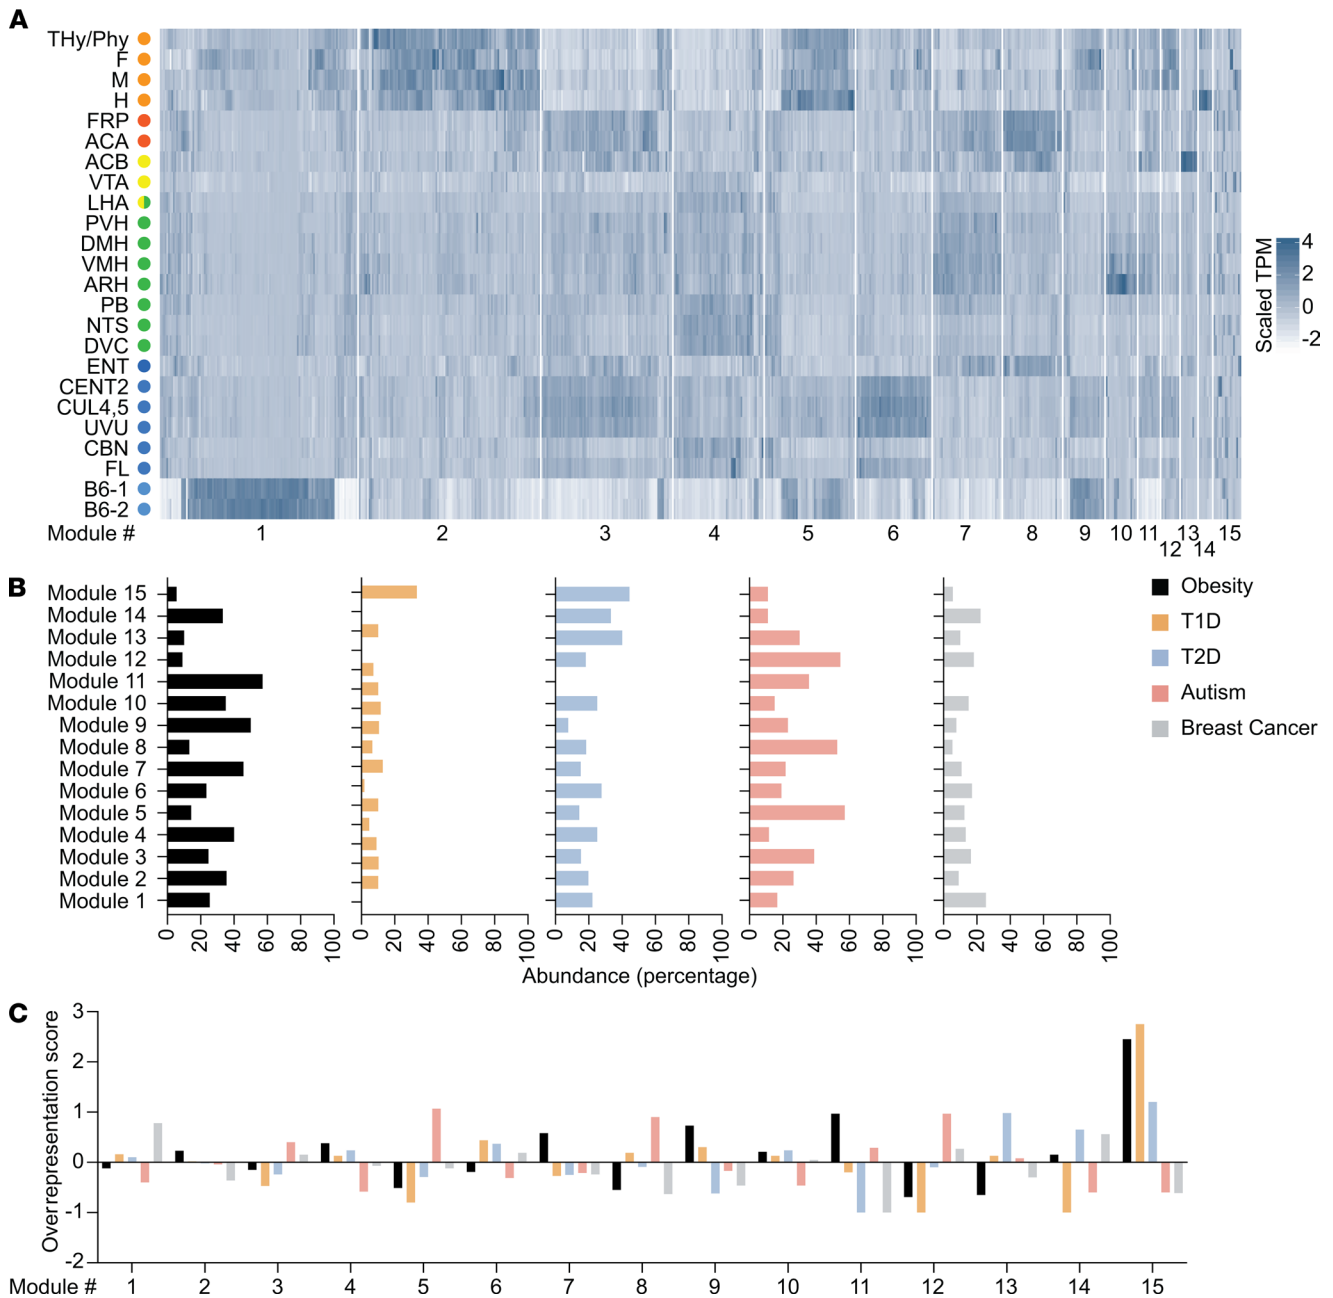 A
THy/Phy
F
M
H
FRP
ACA
ACB
VTA
LHA
PVH
DMH
VMH
ARH
PB
NTS
DVC
ENT
CENT2
CUL4,5
UVU
CBN
FL
B6-1
B6-2
Module # 1 2 3 4 5 6 7 8 9 10 11 12 13 14 15
Scaled TPM
4
2
0
-2
B
Module 15
Module 14
Module 13
Module 12
Module 11
Module 10
Module 9
Module 8
Module 7
Module 6
Module 5
Module 4
Module 3
Module 2
Module 1
0 20 40 60 80 100 0 20 40 60 80 100 0 20 40 60 80 100 0 20 40 60 80 100 0 20 40 60 80 100
Abundance (percentage)
Obesity
T1D
T2D
Autism
Breast Cancer
C
Overrepresentation score
3
2
1
0
-1
-2
Module # 1 2 3 4 5 6 7 8 9 10 11 12 13 14 15